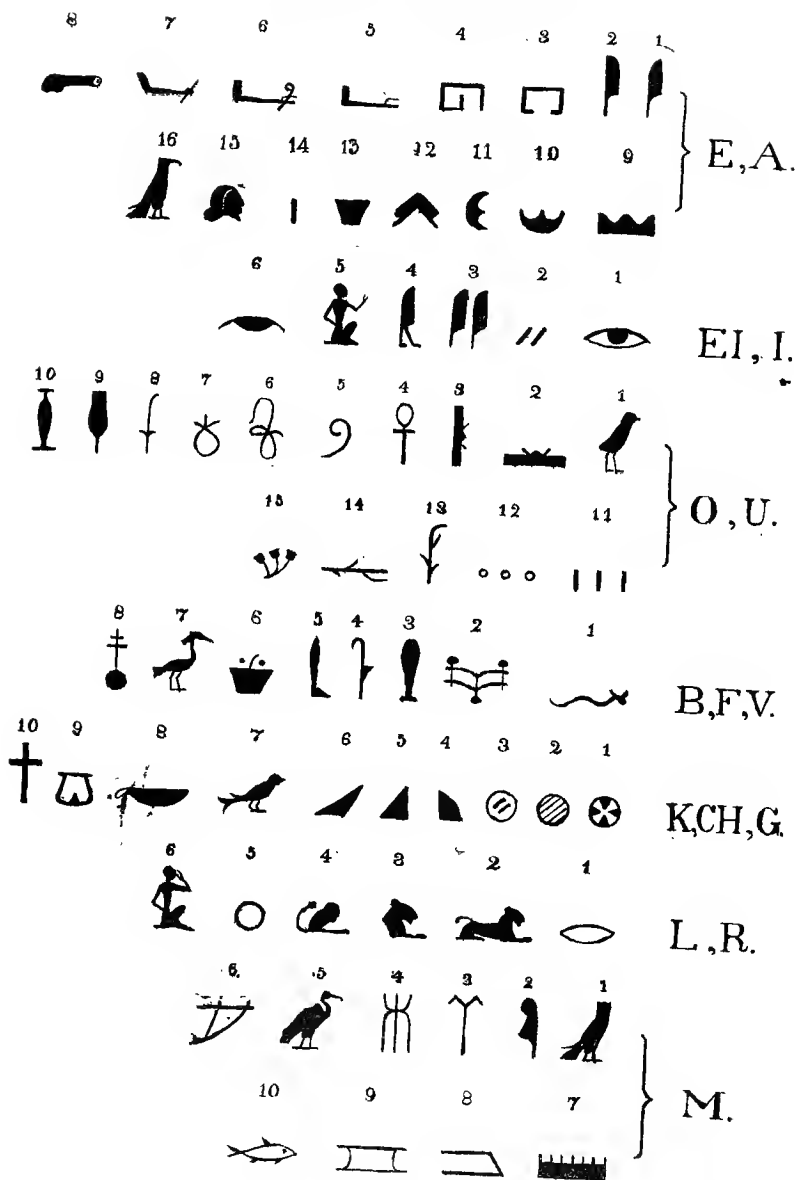 8 7 6 5 4 3 2 1
E, A.
16 15 14 13 12 11 10 9
6 5 4 3 2 1
EI, I.
10 9 8 7 6 5 4 3 2 1
O, U.
15 14 13 12 11
8 7 6 5 4 3 2 1
B, F, V.
10 9 8 7 6 5 4 3 2 1
K, CH, G.
6 5 4 3 2 1
L, R.
6 5 4 3 2 1
M.
10 9 8 7